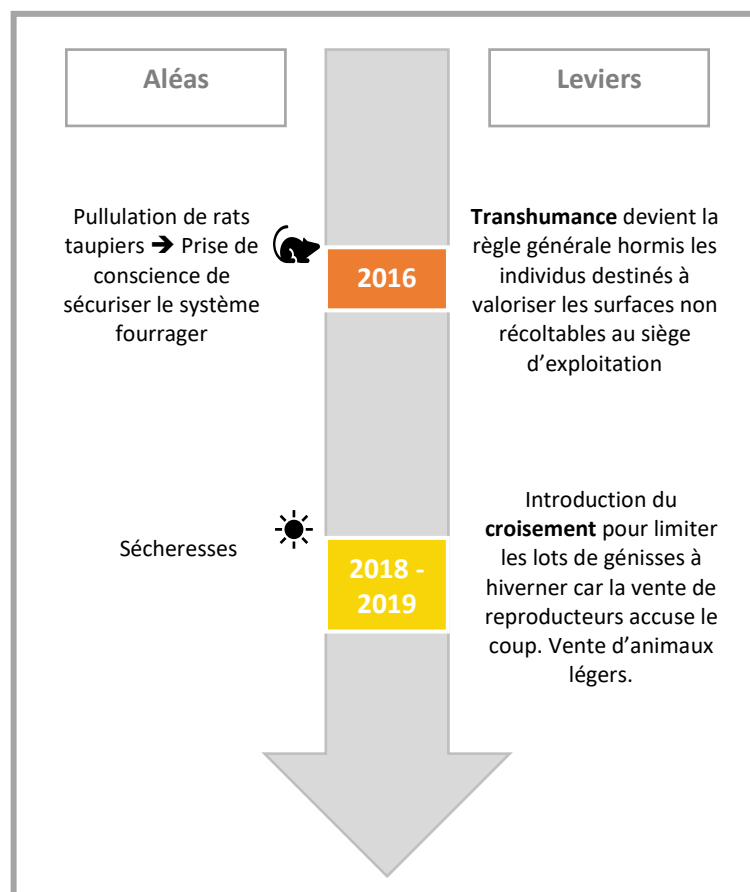 Aléas
Leviers
Pullulation de rats
taupiers ➔ Prise de
conscience de
sécuriser le système
fourrager
2016
Transhumance devient la
règle générale hormis les
individus destinés à
valoriser les surfaces non
récoltables au siège
d’exploitation
Sécheresses
2018 -
2019
Introduction du
croisement pour limiter
les lots de génisses à
hiverner car la vente de
reproducteurs accuse le
coup. Vente d’animaux
légers.